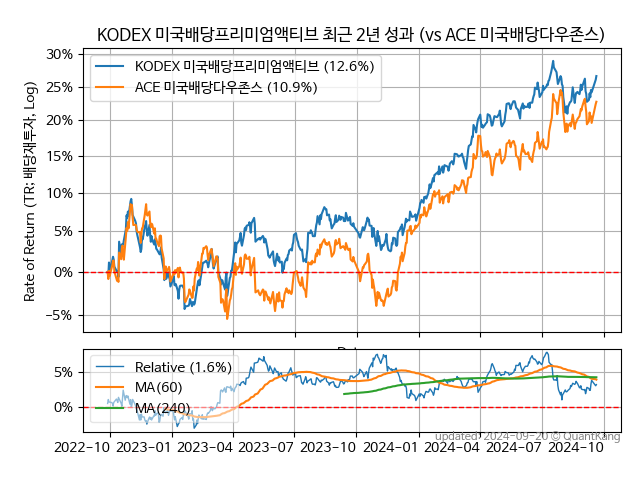 KODEX 미국배당프리미엄액티브 최근 2년 성과 (vs ACE 미국배당다우존스)
KODEX 미국배당프리미엄액티브 (12.6%)
ACE 미국배당다우존스 (10.9%)
Rate of Return (TR: 배당재투자, Log)
30%
25%
20%
15%
10%
5%
0%
−5%
Relative (1.6%)
MA(60)
MA(240)
5%
0%
2022−10 2023−01 2023−04 2023−07 2023−10 2024−01 2024−04 2024−07 2024−10
updated: 2024-09-20 © QuantKang